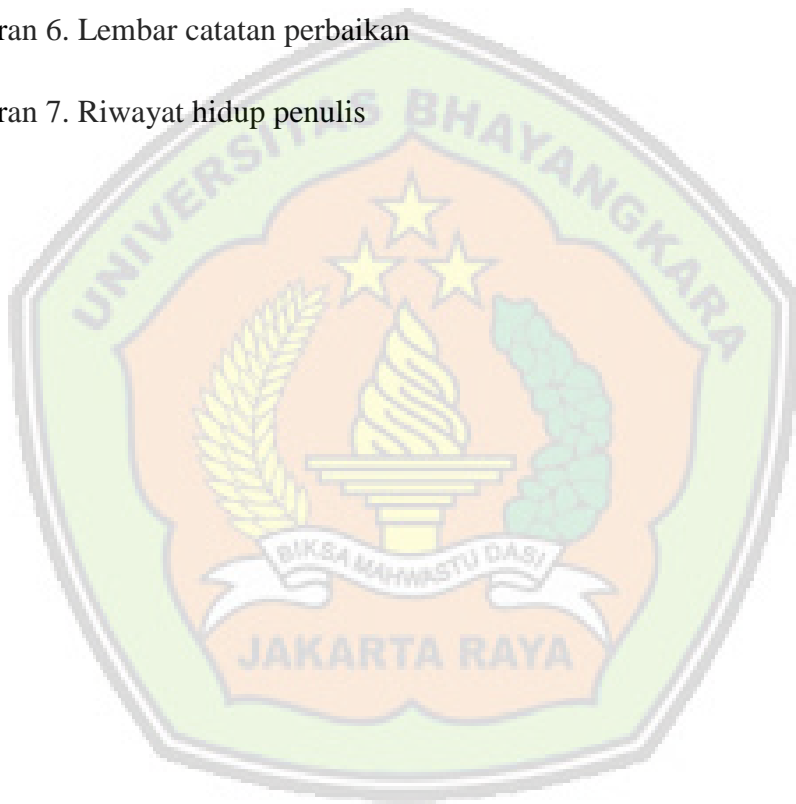 ran 6. Lembar catatan perbaikan
ran 7. Riwayat hidup penulis
UNIVERSITAS BHAYANGKARA
BIKSA MAHWASTU DASI
JAKARTA RAYA